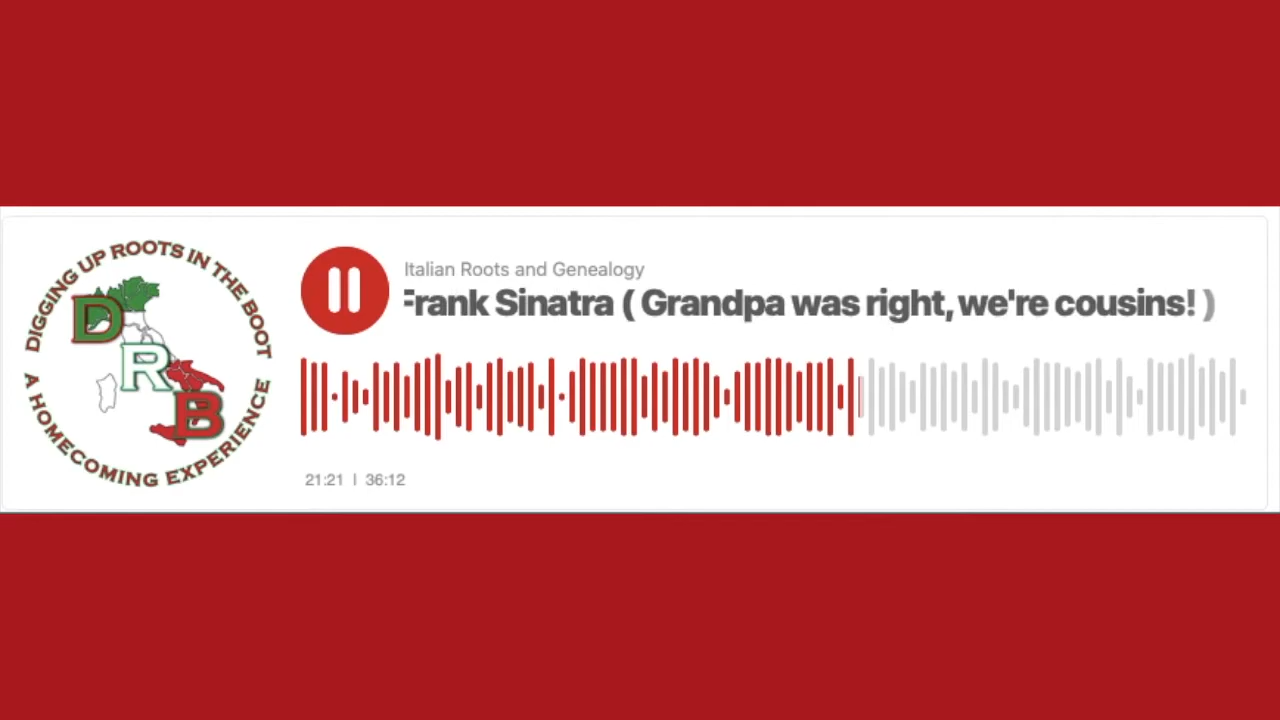 DIGGING UP ROOTS IN THE BOOT
D
R
B
A HOMECOMING EXPERIENCE
Italian Roots and Genealogy
Frank Sinatra ( Grandpa was right, we're cousins! )
21:21 | 36:12